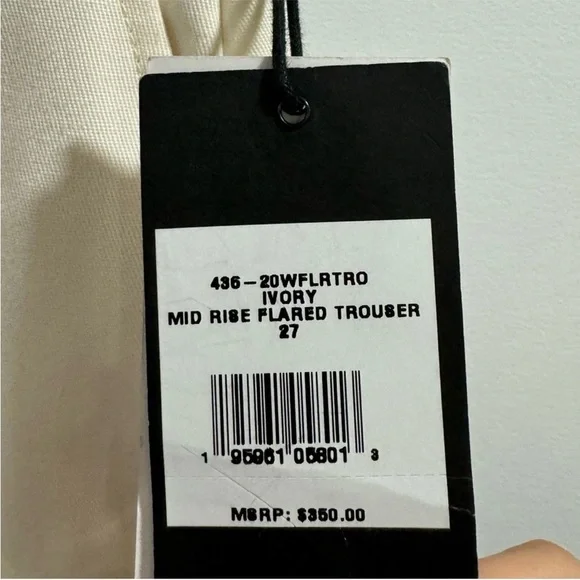 436-20WFLRTRO
IVORY
MID RISE FLARED TROUSER
27
1 95961 05801 3
MSRP: $350.00